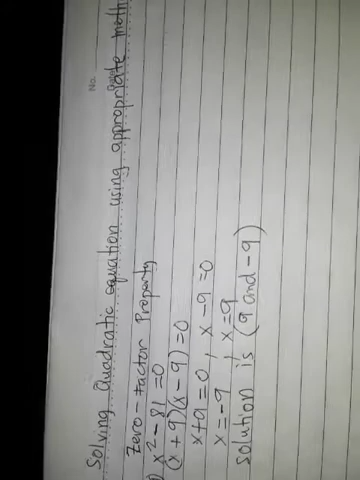 No.
Date
Solving Quadratic equation using appropriate meth
Zero-Factor Property
) x² - 81 = 0
(x + 9)(x - 9) = 0
x + 9 = 0, x - 9 = 0
x = -9, x = 9
solution is (9 and -9)